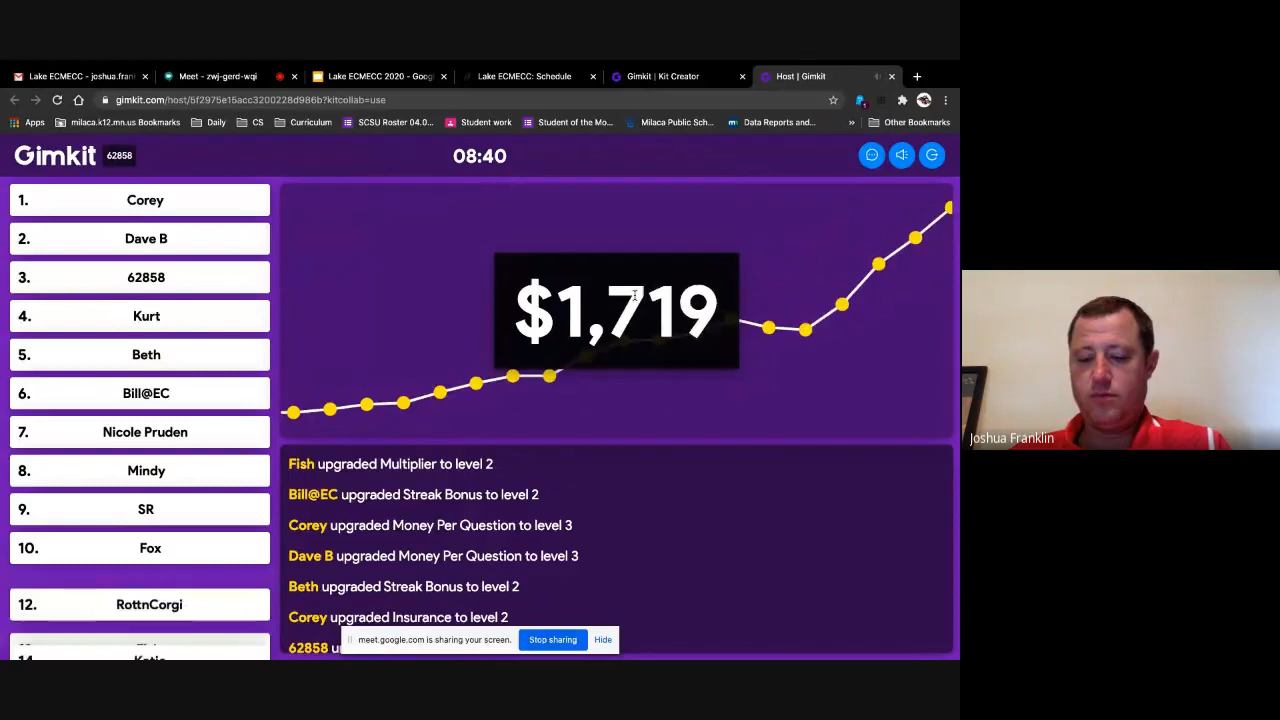 Lake ECMECC - joshua.fran
Meet - zwj-gerd-wqi
Lake ECMECC 2020 - Goog
Lake ECMECC: Schedule
Gimkit | Kit Creator
Host | Gimkit
gimkit.com/host/5f2975e15acc3200228d986b?kitcollab=use
Apps
milaca.k12.mn.us Bookmarks
Daily
CS
Curriculum
SCSU Roster 04.0...
Student work
Student of the Mo...
Milaca Public Sch...
Data Reports and...
»
Other Bookmarks
Gimkit 62858
08:40
1. Corey
2. Dave B
3. 62858
4. Kurt
5. Beth
6. Bill@EC
7. Nicole Pruden
8. Mindy
9. SR
10. Fox
12. RottnCorgi
$1,719
Fish upgraded Multiplier to level 2
Bill@EC upgraded Streak Bonus to level 2
Corey upgraded Money Per Question to level 3
Dave B upgraded Money Per Question to level 3
Beth upgraded Streak Bonus to level 2
Corey upgraded Insurance to level 2
62858
meet.google.com is sharing your screen.
Stop sharing
Hide
Joshua Franklin